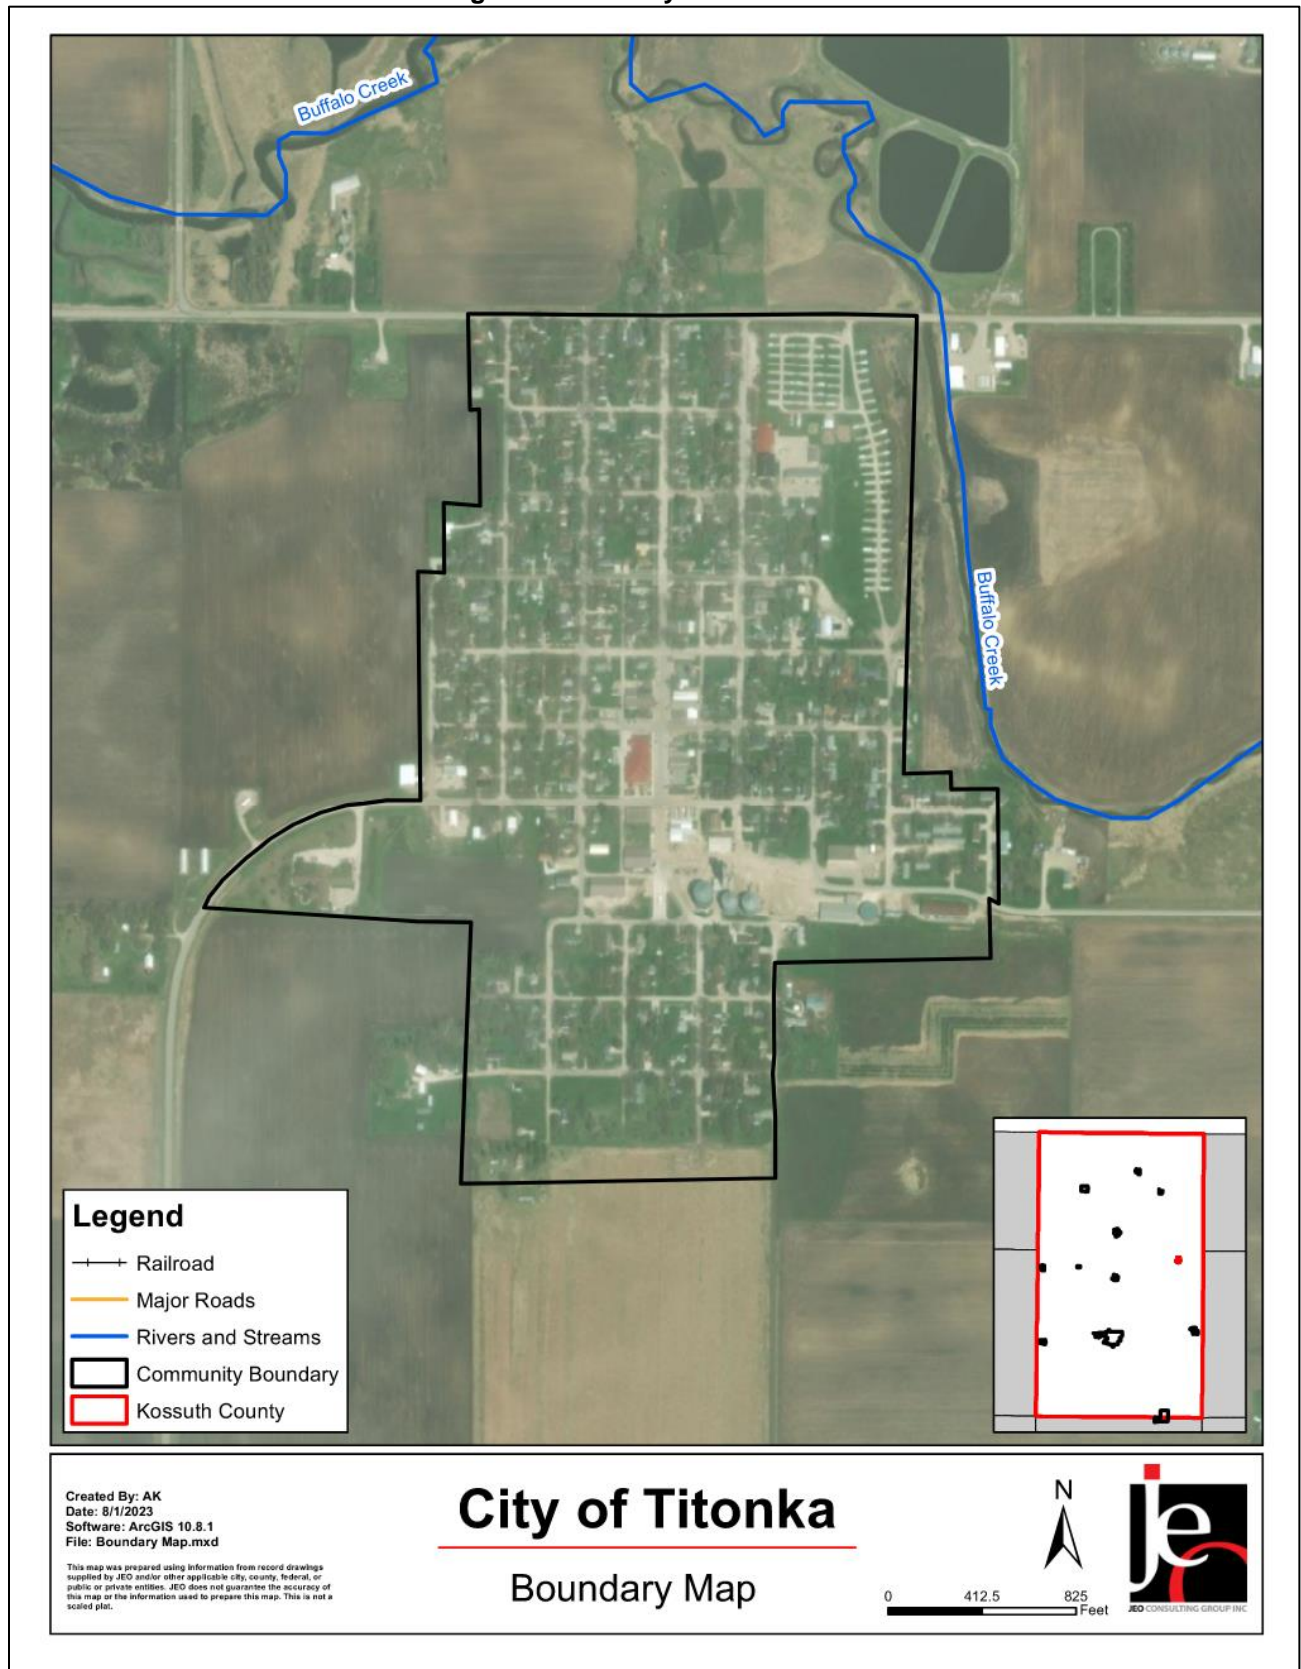 Buffalo Creek
Buffalo Creek
Legend
Railroad
Major Roads
Rivers and Streams
Community Boundary
Kossuth County
Created By: AK
Date: 8/1/2023
Software: ArcGIS 10.8.1
File: Boundary Map.mxd
This map was prepared using information from record drawings
supplied by JEO and/or other applicable city, county, federal, or
public or private entities. JEO does not guarantee the accuracy of
this map or the information used to prepare this map. This is not a
scaled plat.
City of Titonka
Boundary Map
N
0 412.5 825
Feet
jeo
JEO CONSULTING GROUP INC